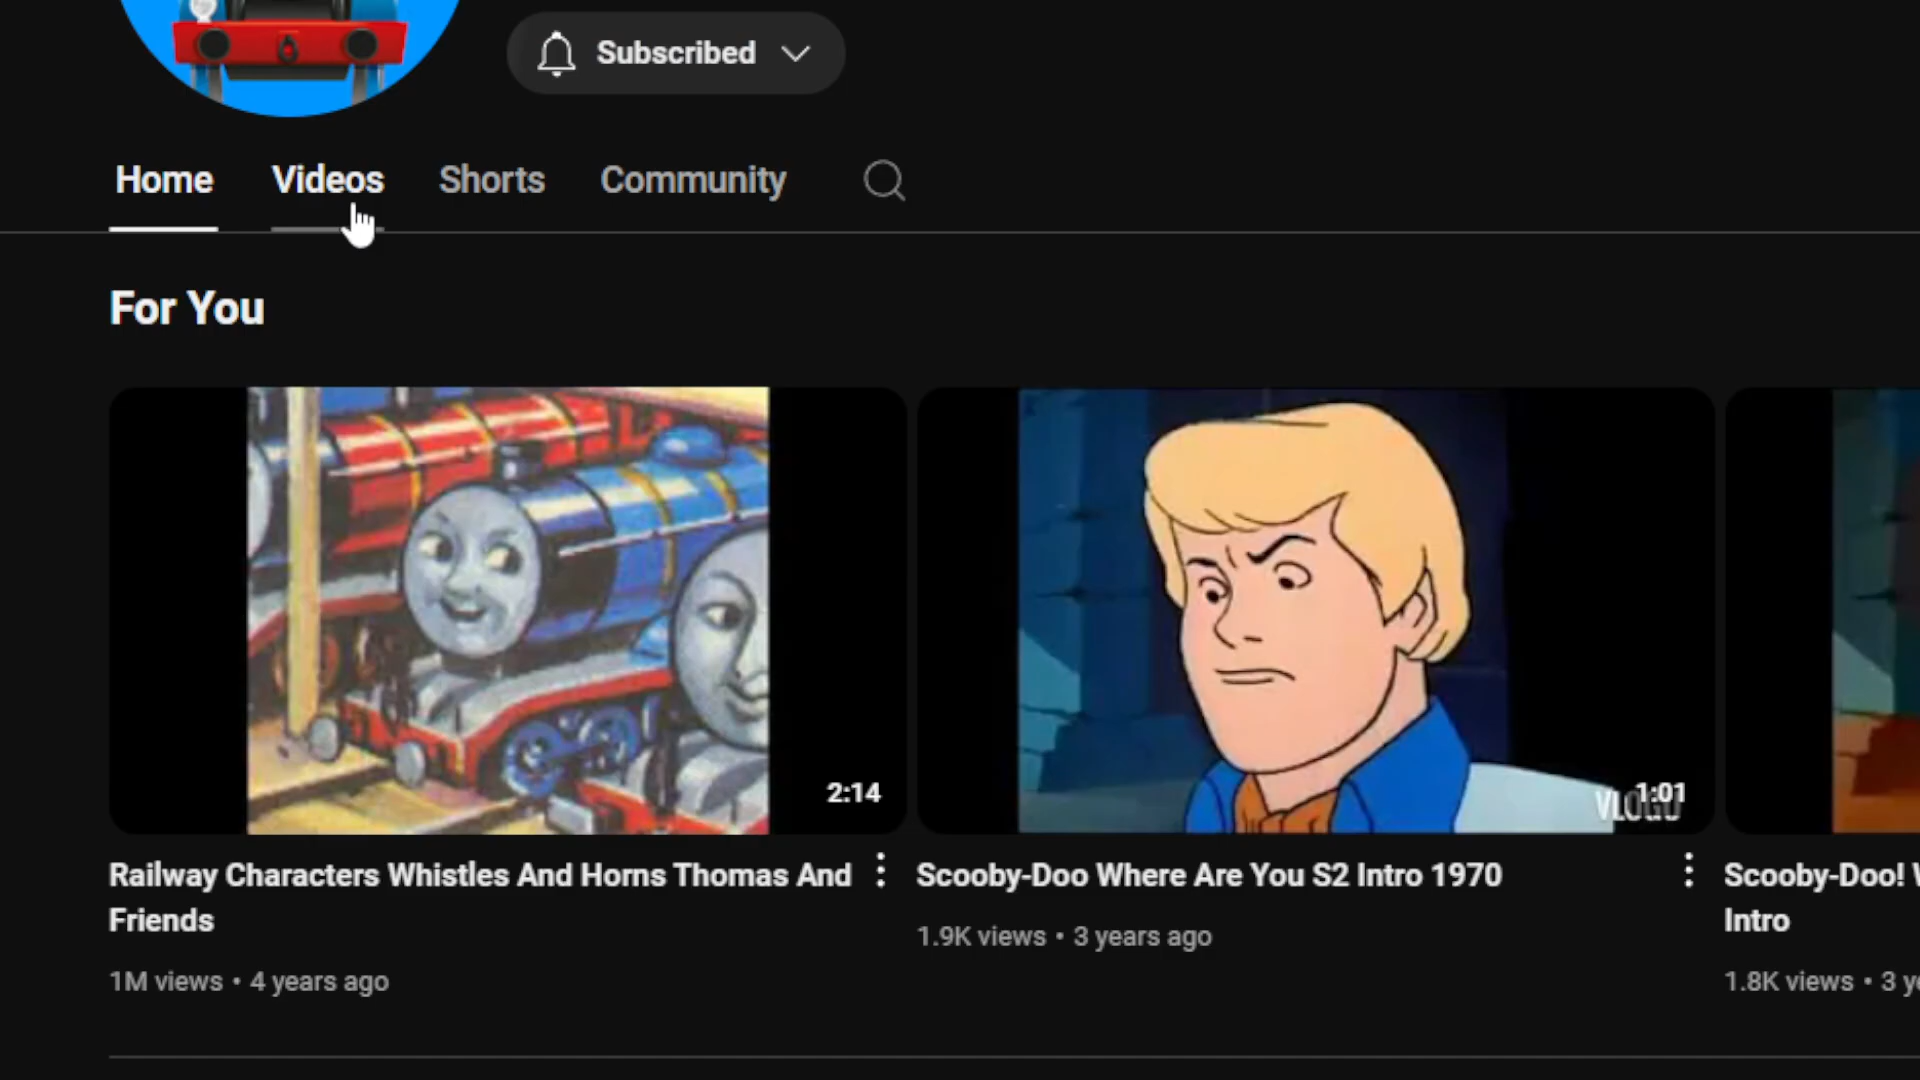 Subscribed
Home Videos Shorts Community
For You
2:14
1:01
Railway Characters Whistles And Horns Thomas And
Friends
1M views • 4 years ago
Scooby-Doo Where Are You S2 Intro 1970
1.9K views • 3 years ago
Scooby-Doo!
Intro
1.8K views • 3